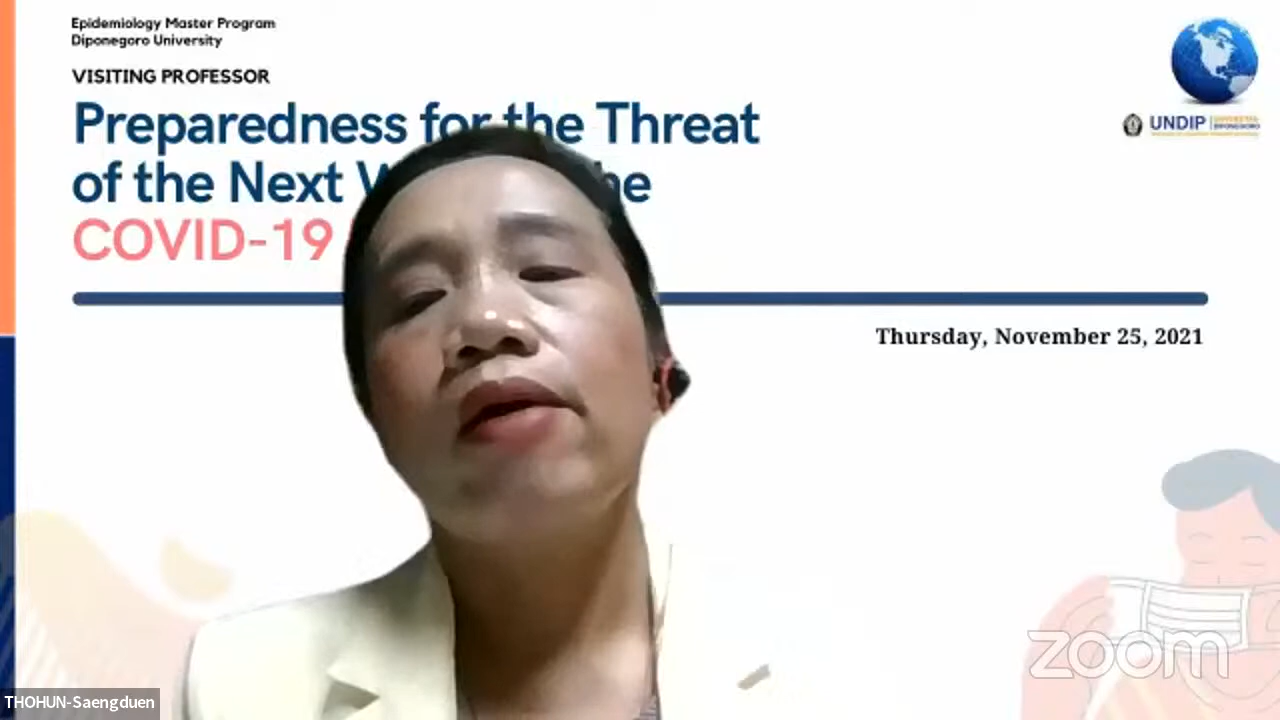 Epidemiology Master Program
Diponegoro University
VISITING PROFESSOR
Preparedness for the Threat
of the Next W he
COVID-19
UNDIP
Thursday, November 25, 2021
zoom
THOHUN-Saengduen